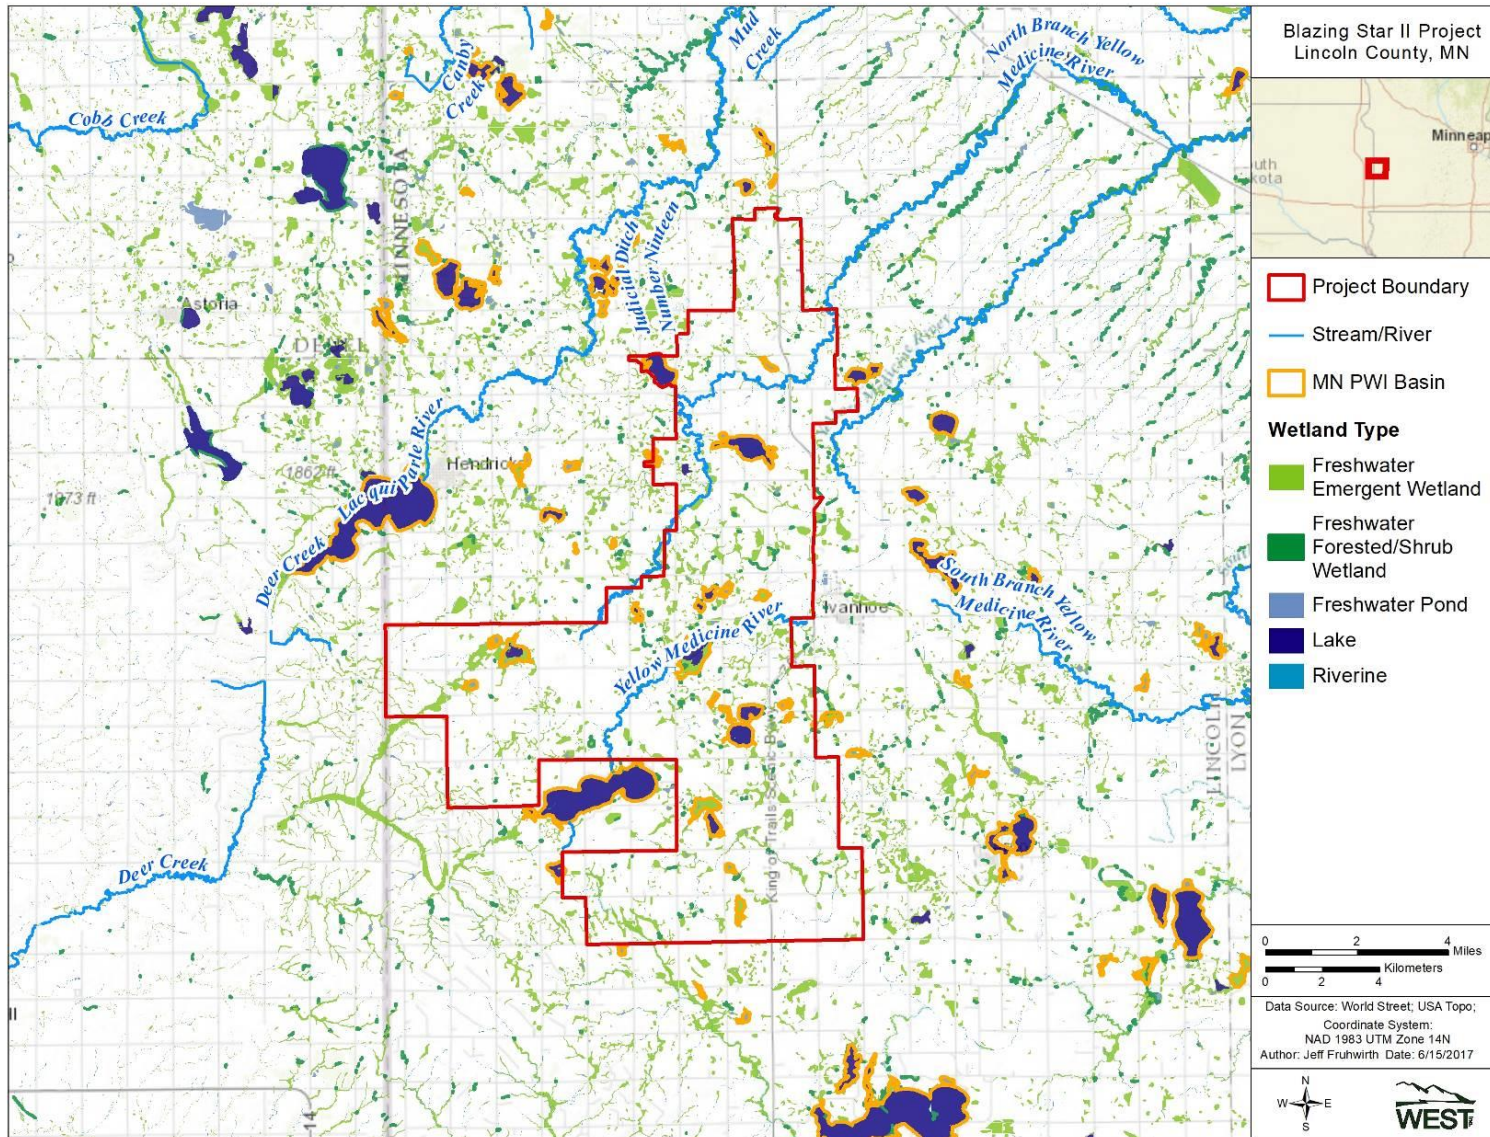 Blazing Star II Project
Lincoln County, MN
Minneap
uth
kota
Project Boundary
Stream/River
MN PWI Basin
Wetland Type
Freshwater
Emergent Wetland
Freshwater
Forested/Shrub
Wetland
Freshwater Pond
Lake
Riverine
0 2 4 Miles
0 2 4 Kilometers
Data Source: World Street; USA Topo;
Coordinate System:
NAD 1983 UTM Zone 14N
Author: Jeff Fruhwirth Date: 6/15/2017
N
W E
S
WEST
Mud
Creek
North Branch Yellow
Medicine River
Canby
Creek
Cobb Creek
MINNESOTA
Judicial Ditch
Number Ninteen
Astoria
Lac qui Parle River
Hendricks
1862 ft
1973 ft
Deer Creek
South Branch Yellow
Medicine River
Ivanhoe
Yellow Medicine River
LINCOLN
LYON
King of Trails Scenic Bywy
Deer Creek
ll
14